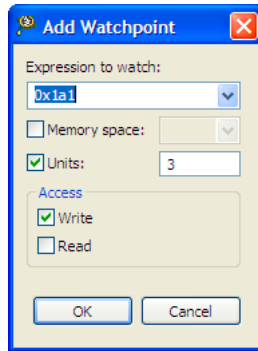 Add Watchpoint
Expression to watch:
0x1a1
Memory space:
Units: 3
Access
Write
Read
OK Cancel